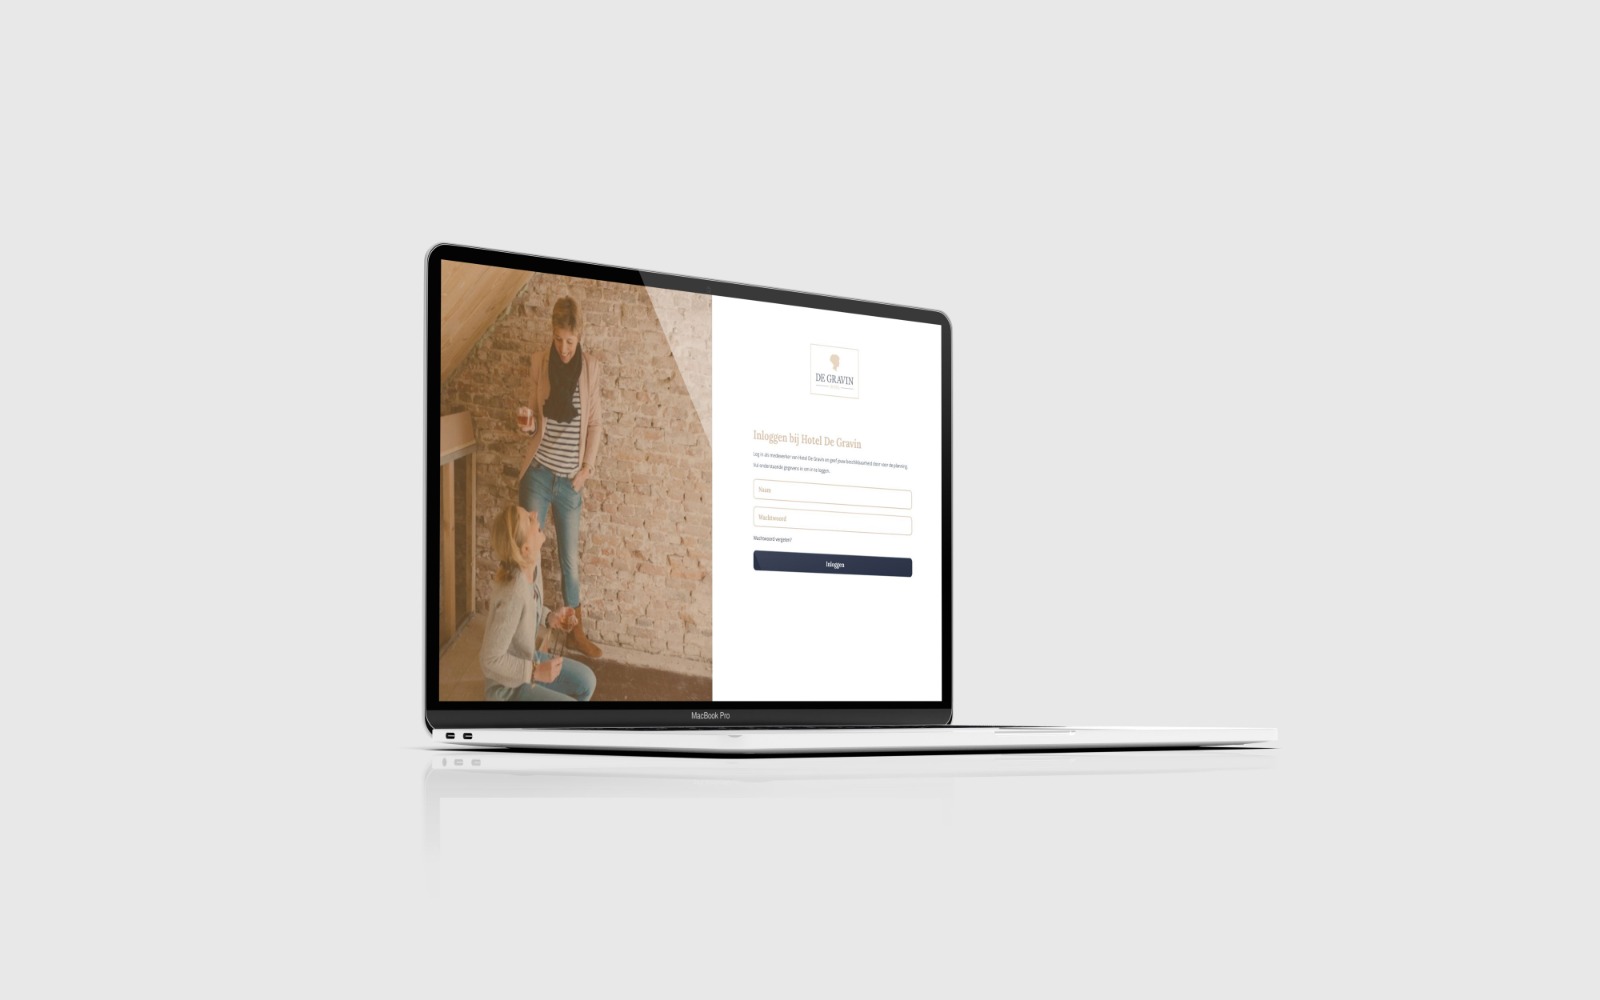 DE GRAVIN
Inloggen bij Hotel De Gravin
Log in als medewerker van Hotel De Gravin en geef jouw beschikbaarheid door voor de planning.
Vul onderstaande gegevens in om in te loggen.
Naam
Wachtwoord
Wachtwoord vergeten?
Inloggen
MacBook Pro